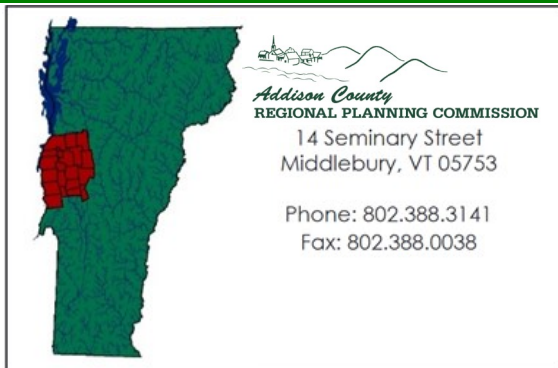 Addison County
REGIONAL PLANNING COMMISSION
14 Seminary Street
Middlebury, VT 05753
Phone: 802.388.3141
Fax: 802.388.0038